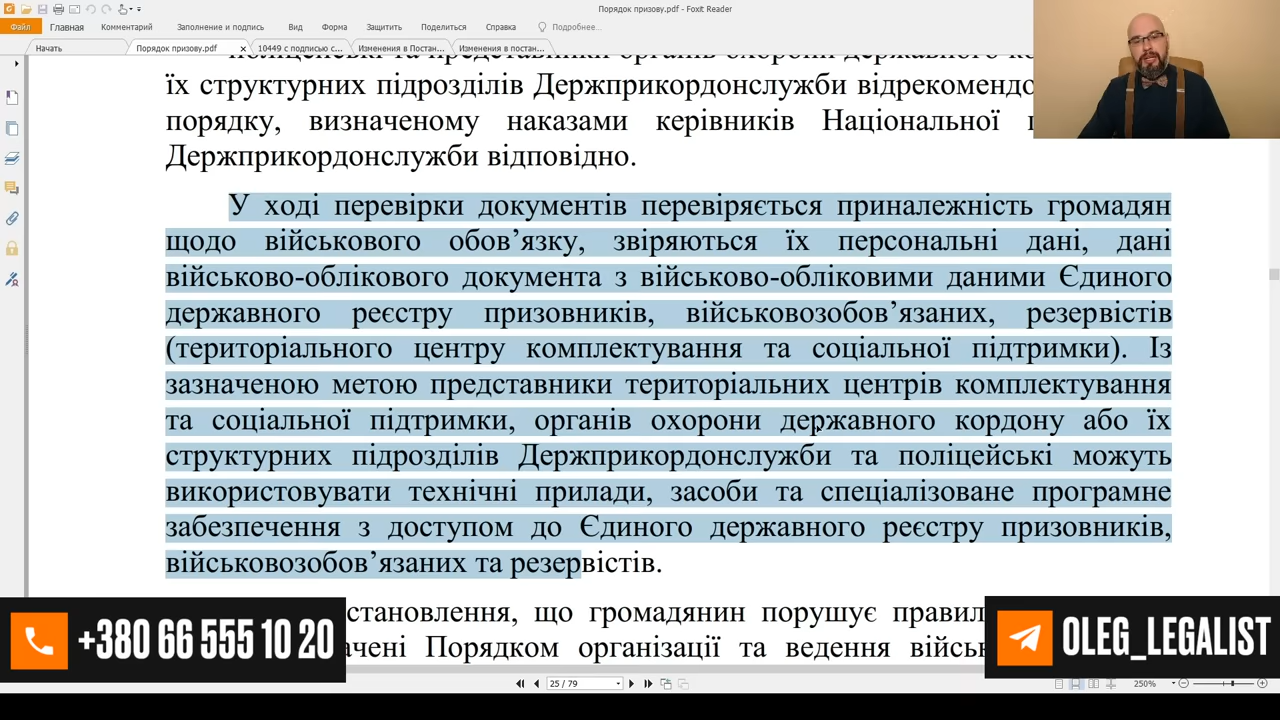 Порядок призову.pdf - Foxit Reader
Файл Главная Комментарий Заполнение и подпись Вид Форма Защитить Поделиться Справка Подробнее...
Начать Порядок призову.pdf 10449 с подписью с... Изменения в Постан... Изменения в постан...
їх структурних підрозділів Держприкордонслужби відрекомендо
порядку, визначеному наказами керівників Національної
Держприкордонслужби відповідно.
У ході перевірки документів перевіряється приналежність громадян
щодо військового обов’язку, звіряються їх персональні дані, дані
військово-облікового документа з військово-обліковими даними Єдиного
державного реєстру призовників, військовозобов’язаних, резервістів
(територіального центру комплектування та соціальної підтримки). Із
зазначеною метою представники територіальних центрів комплектування
та соціальної підтримки, органів охорони державного кордону або їх
структурних підрозділів Держприкордонслужби та поліцейські можуть
використовувати технічні прилади, засоби та спеціалізоване програмне
забезпечення з доступом до Єдиного державного реєстру призовників,
військовозобов’язаних та резервістів.
становлення, що громадянин порушує правил
ачені Порядком організації та ведення військ
+380 66 555 10 20
OLEG_LEGALIST
25 / 79
250%